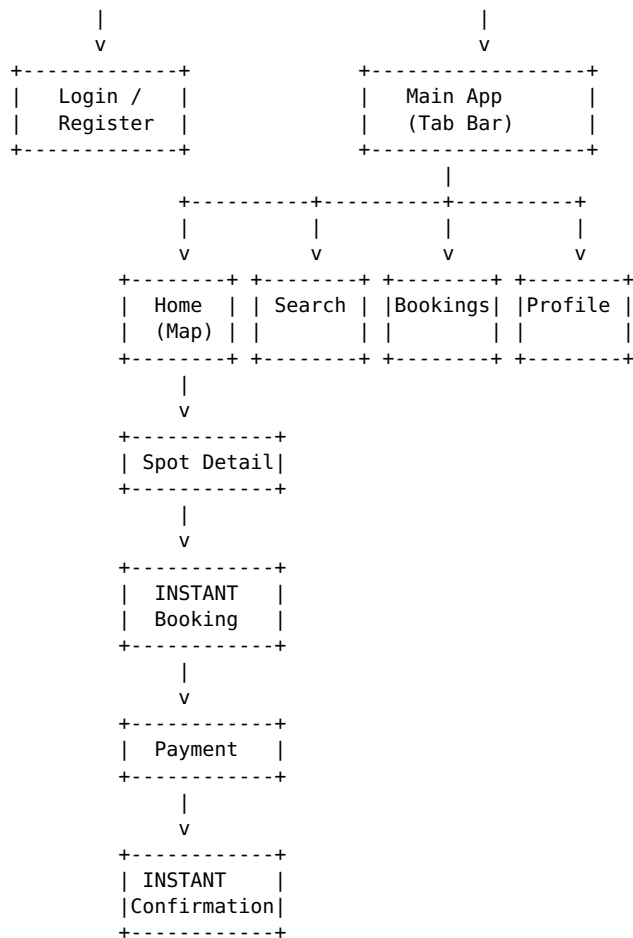 Login /
Register
Main App
(Tab Bar)
Home
(Map)
Search
Bookings
Profile
Spot Detail
INSTANT
Booking
Payment
INSTANT
Confirmation